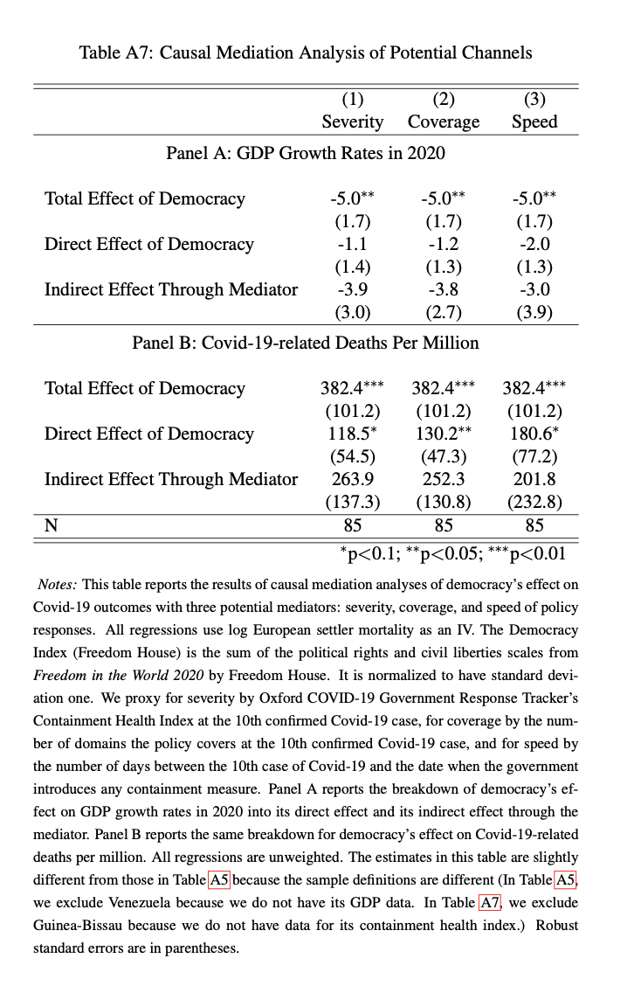 Table A7: Causal Mediation Analysis of Potential Channels
(1) (2) (3)
Severity Coverage Speed
Panel A: GDP Growth Rates in 2020
Total Effect of Democracy -5.0** -5.0** -5.0**
(1.7) (1.7) (1.7)
Direct Effect of Democracy -1.1 -1.2 -2.0
(1.4) (1.3) (1.3)
Indirect Effect Through Mediator -3.9 -3.8 -3.0
(3.0) (2.7) (3.9)
Panel B: Covid-19-related Deaths Per Million
Total Effect of Democracy 382.4*** 382.4*** 382.4***
(101.2) (101.2) (101.2)
Direct Effect of Democracy 118.5* 130.2** 180.6*
(54.5) (47.3) (77.2)
Indirect Effect Through Mediator 263.9 252.3 201.8
(137.3) (130.8) (232.8)
N 85 85 85
*p<0.1; **p<0.05; ***p<0.01
Notes: This table reports the results of causal mediation analyses of democracy's effect on
Covid-19 outcomes with three potential mediators: severity, coverage, and speed of policy
responses. All regressions use log European settler mortality as an IV. The Democracy
Index (Freedom House) is the sum of the political rights and civil liberties scales from
Freedom in the World 2020 by Freedom House. It is normalized to have standard devi-
ation one. We proxy for severity by Oxford COVID-19 Government Response Tracker's
Containment Health Index at the 10th confirmed Covid-19 case, for coverage by the num-
ber of domains the policy covers at the 10th confirmed Covid-19 case, and for speed by
the number of days between the 10th case of Covid-19 and the date when the government
introduces any containment measure. Panel A reports the breakdown of democracy's ef-
fect on GDP growth rates in 2020 into its direct effect and its indirect effect through the
mediator. Panel B reports the same breakdown for democracy's effect on Covid-19-related
deaths per million. All regressions are unweighted. The estimates in this table are slightly
different from those in Table A5 because the sample definitions are different (In Table A5,
we exclude Venezuela because we do not have its GDP data. In Table A7, we exclude
Guinea-Bissau because we do not have data for its containment health index.) Robust
standard errors are in parentheses.